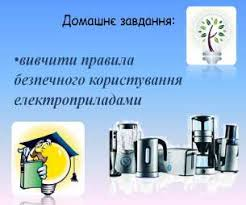 Домашнє завдання:
•вивчити правила
безпечного користування
електроприладами